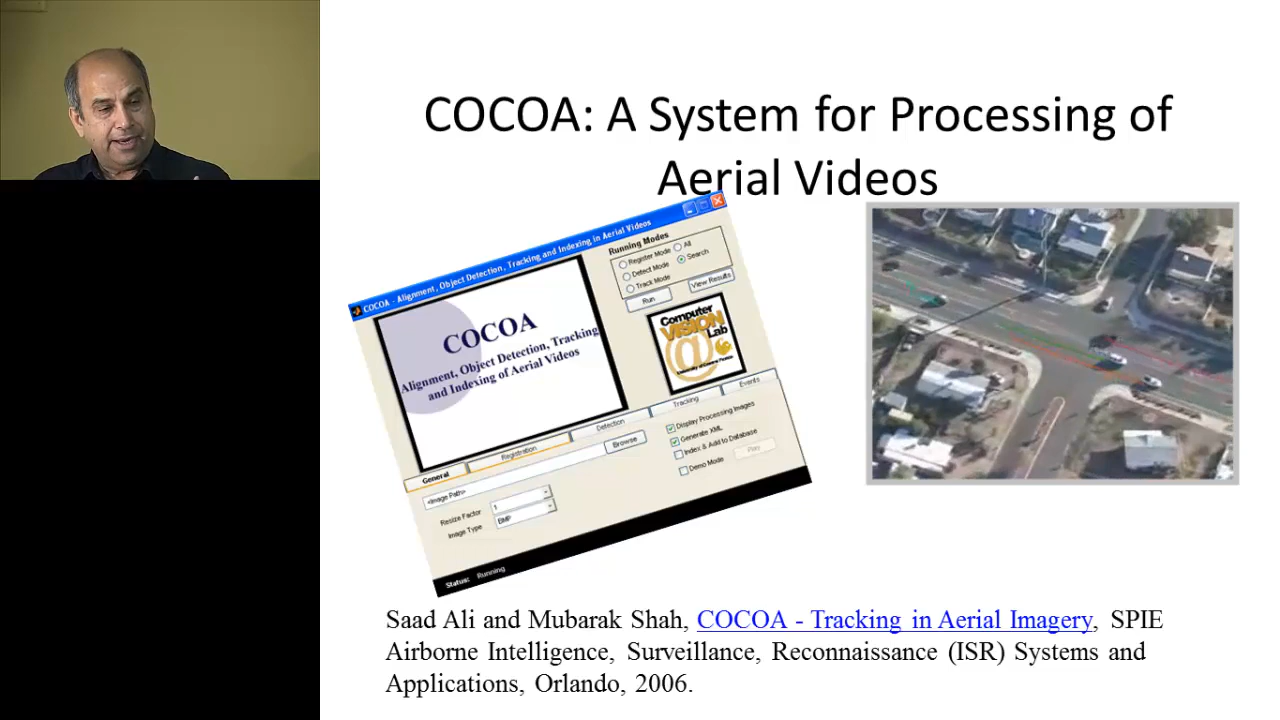 COCOA: A System for Processing of
Aerial Videos
COCOA - Alignment, Object Detection, Tracking and Indexing in Aerial Videos
COCOA
Alignment, Object Detection, Tracking
and Indexing of Aerial Videos
Running Modes
Register Mode
All
Detect Mode
Search
Track Mode
Run
View Results
Computer
VISION
Lab
@
University of Central Florida
General
Registration
Detection
Tracking
Events
<Image Path>
Browse
Resize Factor
1
Image Type
BMP
Display Processing Images
Generate XML
Index & Add to Database
Demo Mode
Play
Status: Running
Saad Ali and Mubarak Shah, COCOA - Tracking in Aerial Imagery, SPIE
Airborne Intelligence, Surveillance, Reconnaissance (ISR) Systems and
Applications, Orlando, 2006.